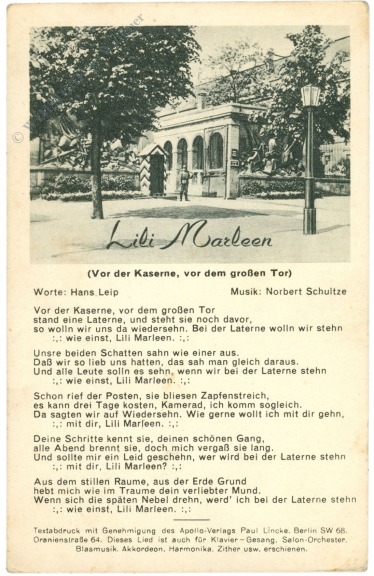 Lili Marleen
(Vor der Kaserne, vor dem großen Tor)
Worte: Hans Leip Musik: Norbert Schultze
Vor der Kaserne, vor dem großen Tor
stand eine Laterne, und steht sie noch davor,
so wolln wir uns da wiedersehn. Bei der Laterne wolln wir stehn
:,: wie einst, Lili Marleen. :,:
Unsre beiden Schatten sahn wie einer aus.
Daß wir so lieb uns hatten, das sah man gleich daraus.
Und alle Leute solln es sehn, wenn wir bei der Laterne stehn
:,: wie einst, Lili Marleen. :,:
Schon rief der Posten, sie bliesen Zapfenstreich,
es kann drei Tage kosten, Kamerad, ich komm sogleich.
Da sagten wir auf Wiedersehn. Wie gerne wollt ich mit dir gehn,
:,: mit dir, Lili Marleen. :,:
Deine Schritte kennt sie, deinen schönen Gang,
alle Abend brennt sie, doch mich vergaß sie lang.
Und sollte mir ein Leid geschehn, wer wird bei der Laterne stehn
:,: mit dir, Lili Marleen? :,:
Aus dem stillen Raume, aus der Erde Grund
hebt mich wie im Traume dein verliebter Mund.
Wenn sich die späten Nebel drehn, werd' ich bei der Laterne stehn
:,: wie einst, Lili Marleen. :,:
Textabdruck mit Genehmigung des Apollo-Verlags Paul Lincke, Berlin SW 68,
Oranienstraße 64. Dieses Lied ist auch für Klavier-Gesang, Salon-Orchester,
Blasmusik, Akkordeon, Harmonika, Zither usw. erschienen.